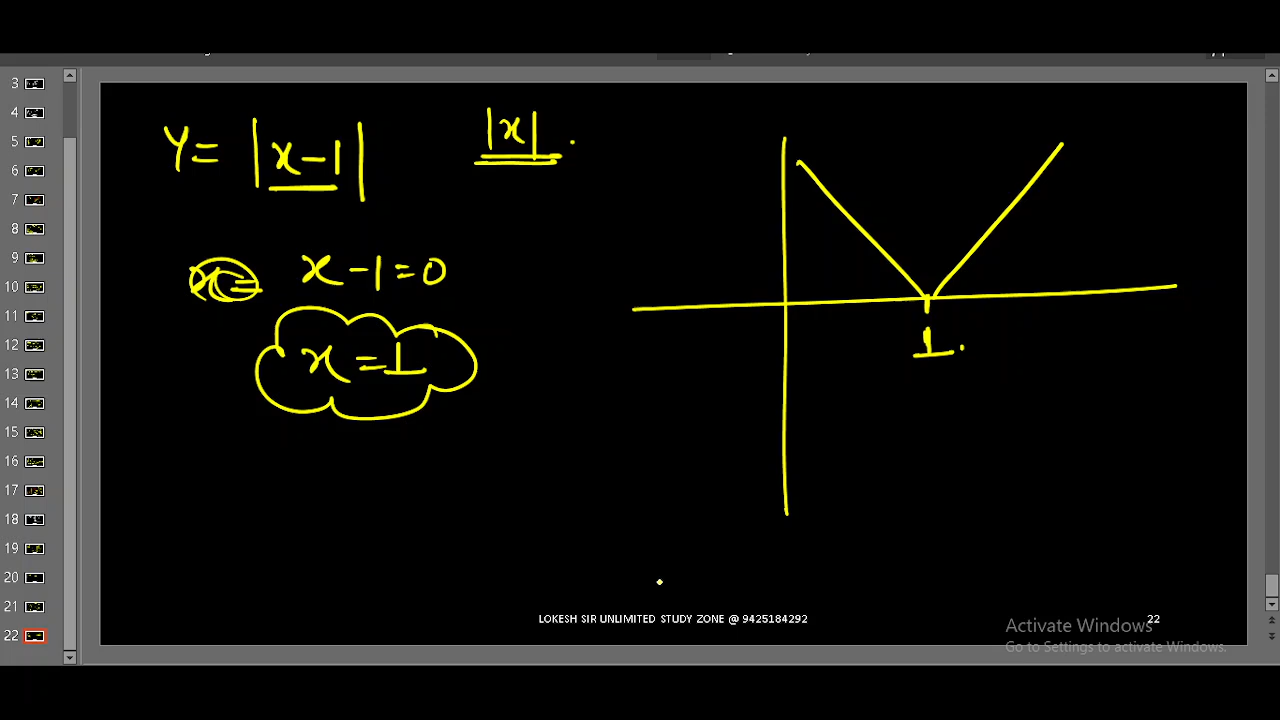 Y = |x-1|
|x|.
x=
x-1=0
x=1
1.
3
4
5
6
7
8
9
10
11
12
13
14
15
16
17
18
19
20
21
22
LOKESH SIR UNLIMITED STUDY ZONE @ 9425184292
22
Activate Windows
Go to Settings to activate Windows.